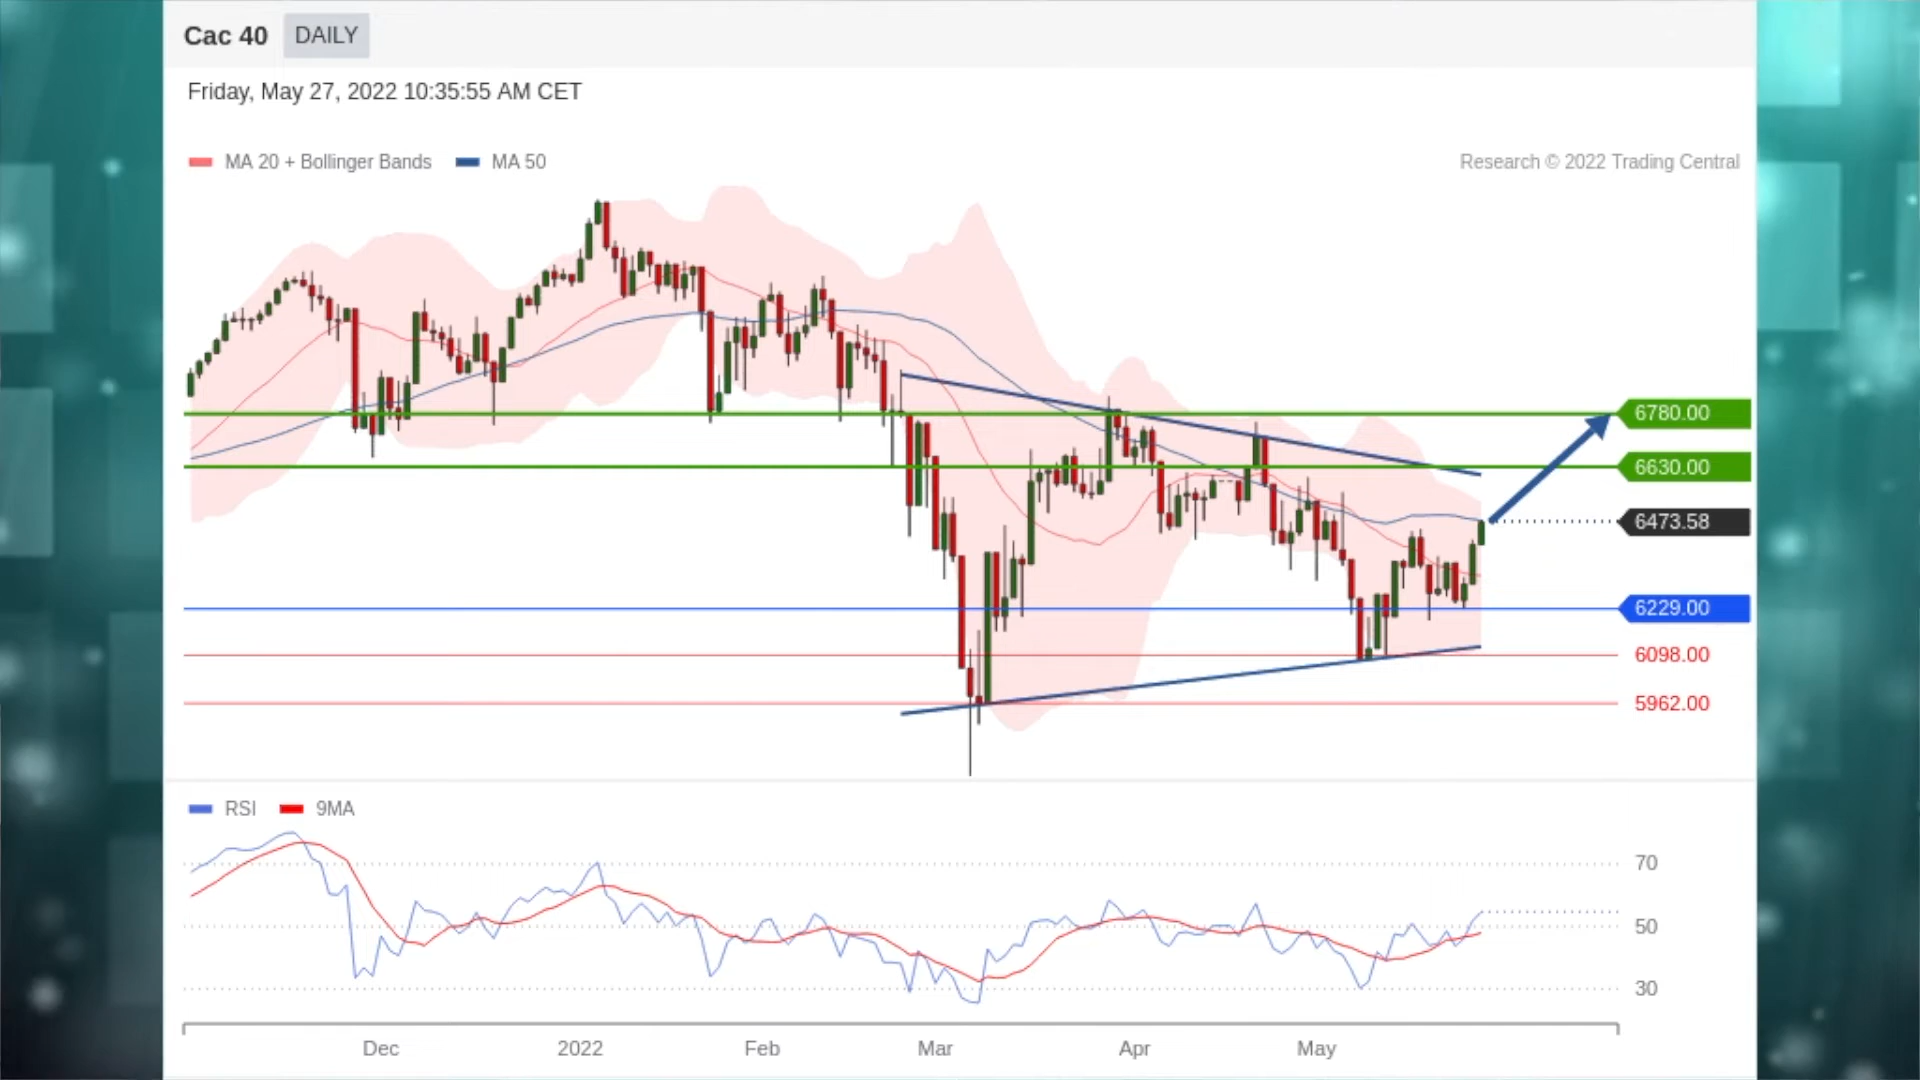 Cac 40 DAILY
Friday, May 27, 2022 10:35:55 AM CET
MA 20 + Bollinger Bands MA 50 Research © 2022 Trading Central
6780.00
6630.00
6473.58
6229.00
6098.00
5962.00
RSI 9MA
70
50
30
Dec 2022 Feb Mar Apr May